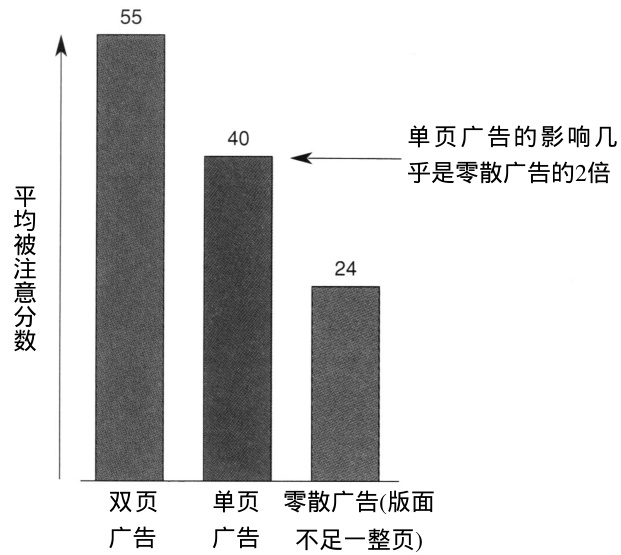 55
40
单页广告的影响几
乎是零散广告的2倍
24
平均被注意分数
双页
广告
单页
广告
零散广告(版面
不足一整页)